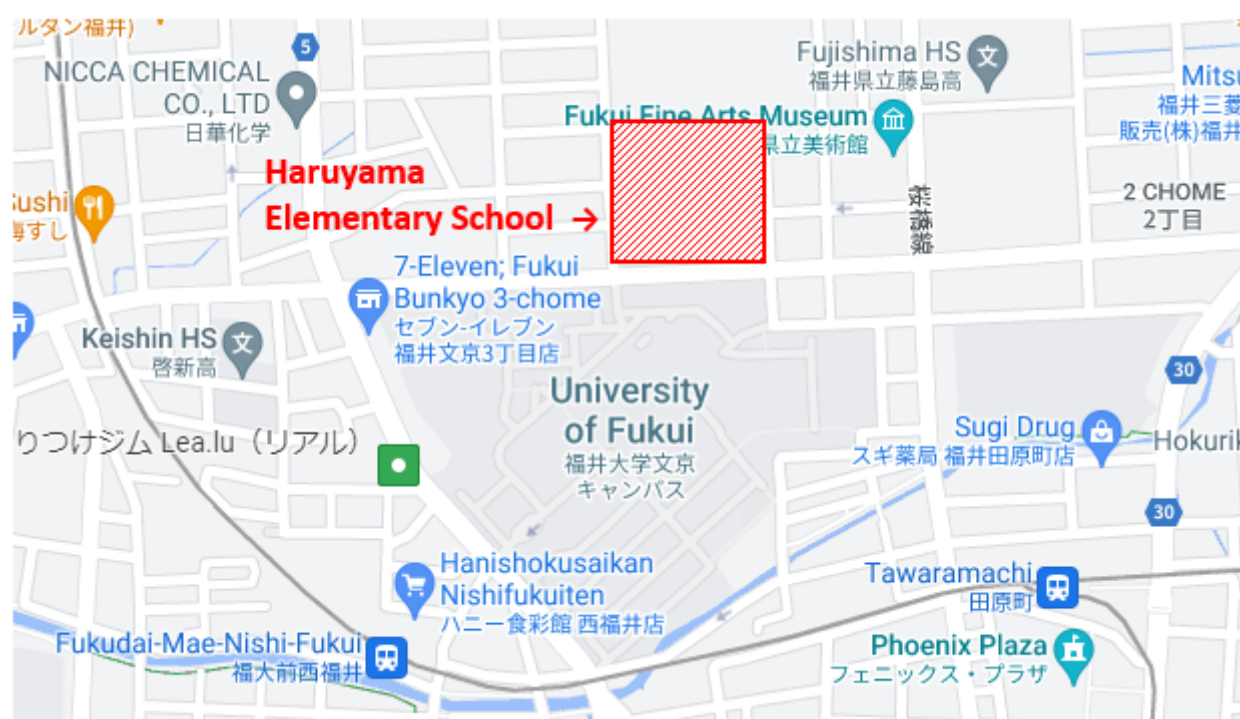 ルタン福井)
5
NICCA CHEMICAL
CO., LTD
日華化学
Fujishima HS
福井県立藤島高
Fukui Fine Arts Museum
県立美術館
Mitsu
福井三菱
販売(株)福井
Haruyama
Elementary School →
Sushi
海すし
桜橋線
2 CHOME
2丁目
7-Eleven; Fukui
Bunkyo 3-chome
セブン-イレブン
福井文京3丁目店
Keishin HS
啓新高
30
University
of Fukui
福井大学文京
キャンパス
りつけジム Lea.lu（リアル）
Sugi Drug
スギ薬局 福井田原町店
Hokurik
30
Hanishokusaikan
Nishifukuiten
ハニー食彩館 西福井店
Tawaramachi
田原町
Fukudai-Mae-Nishi-Fukui
福大前西福井
Phoenix Plaza
フェニックス・プラザ